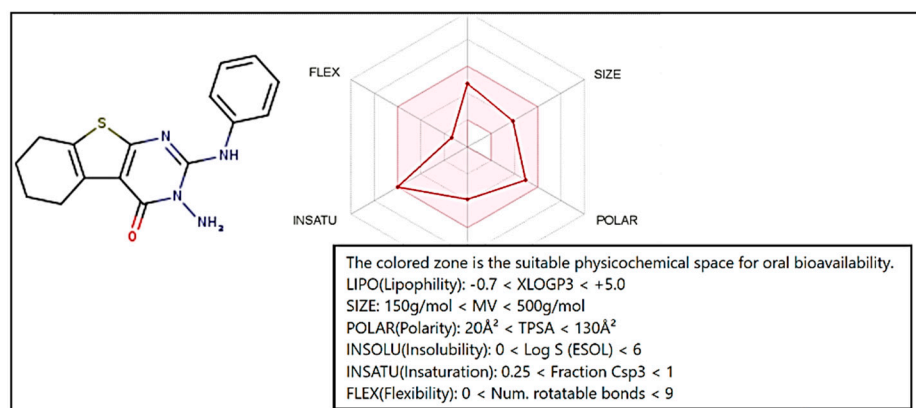 FLEX
SIZE
S
N
NH
N
O
NH₂
INSATU
POLAR
The colored zone is the suitable physicochemical space for oral bioavailability.
LIPO(Lipophility): -0.7 < XLOGP3 < +5.0
SIZE: 150g/mol < MV < 500g/mol
POLAR(Polarity): 20Å² < TPSA < 130Å²
INSOLU(Insolubility): 0 < Log S (ESOL) < 6
INSATU(Insaturation): 0.25 < Fraction Csp3 < 1
FLEX(Flexibility): 0 < Num. rotatable bonds < 9